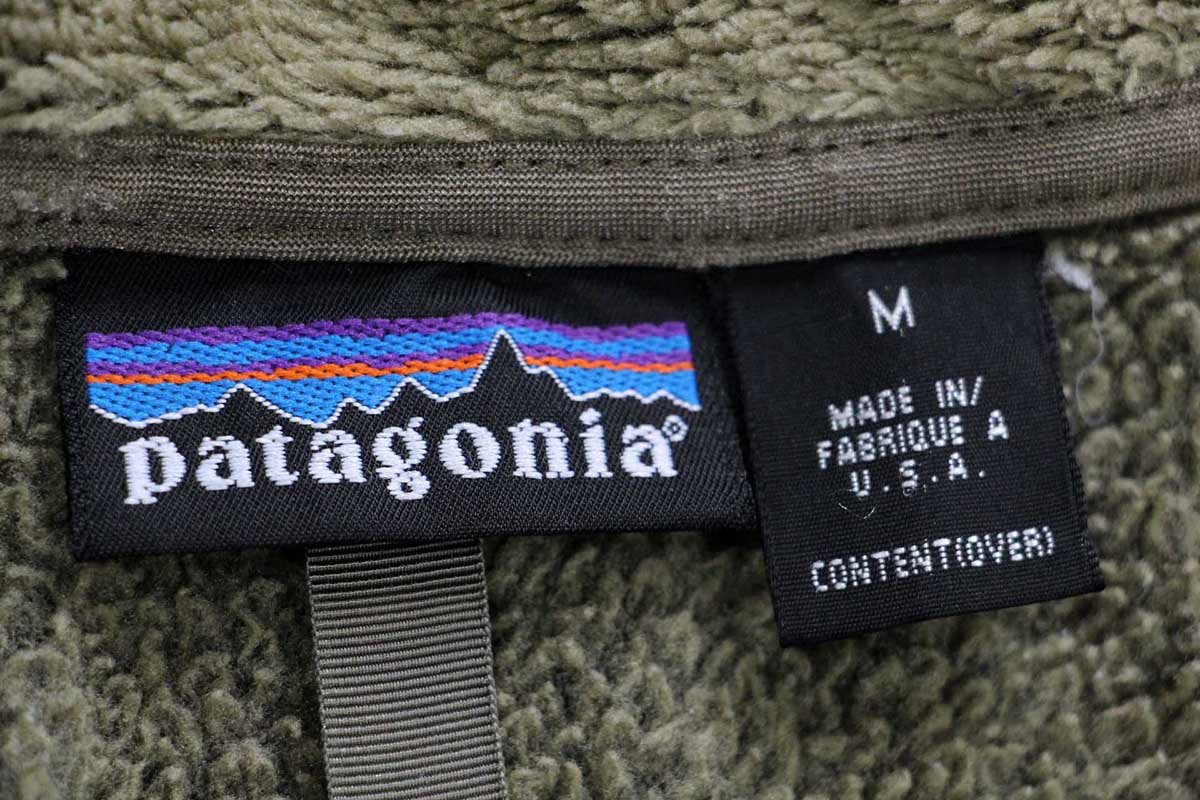 patagonia®
M
MADE IN/
FABRIQUE A
U.S.A.
CONTENT(OVER)